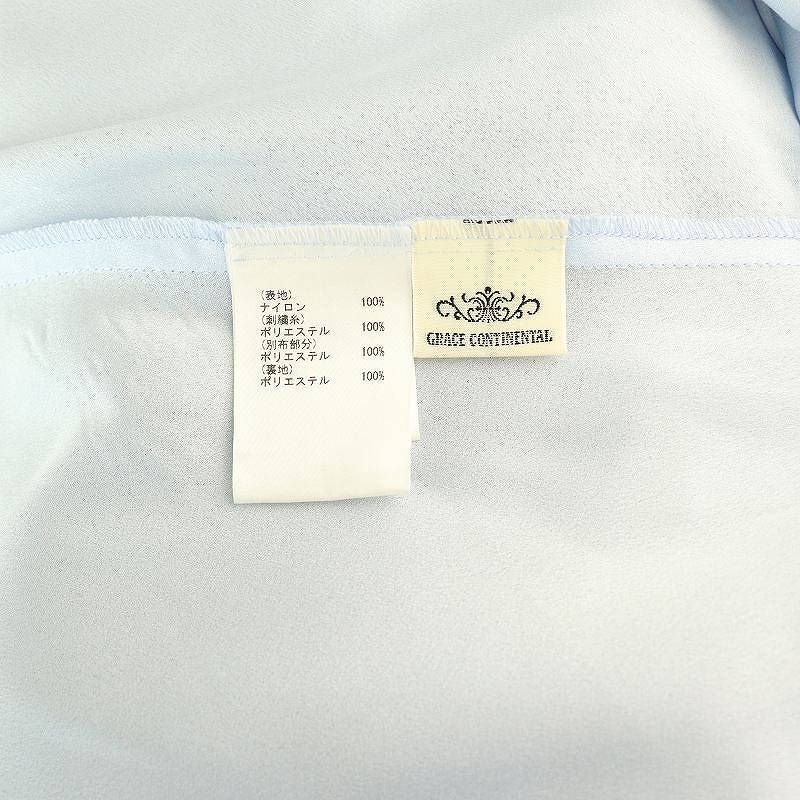 (表地)
ナイロン 100%
(刺繍糸)
ポリエステル 100%
(別布部分)
ポリエステル 100%
(裏地)
ポリエステル 100%
GRACE CONTINENTAL